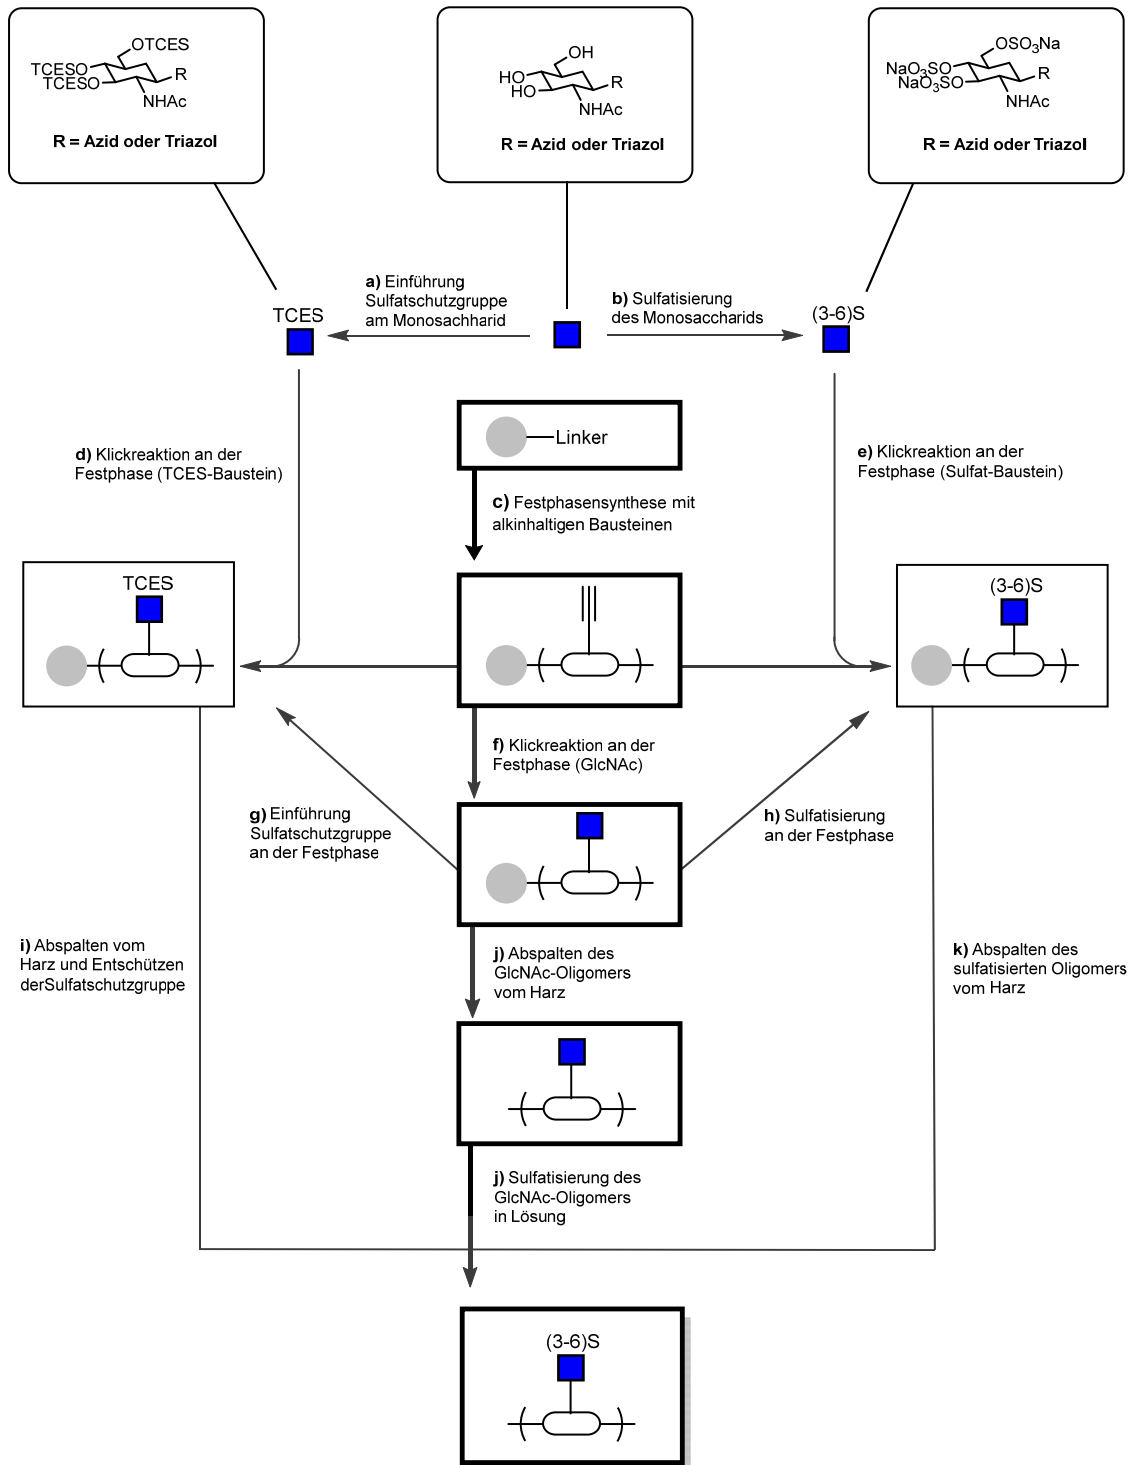 OTCES
TCESO
TCESO
R
NHAc
R = Azid oder Triazol
OH
HO
HO
R
NHAc
R = Azid oder Triazol
OSO₃Na
NaO₃SO
NaO₃SO
R
NHAc
R = Azid oder Triazol
a) Einführung
Sulfatschutzgruppe
am Monosachharid
b) Sulfatisierung
des Monosaccharids
TCES
(3-6)S
Linker
d) Klickreaktion an der
Festphase (TCES-Baustein)
e) Klickreaktion an der
Festphase (Sulfat-Baustein)
c) Festphasensynthese mit
alkinhaltigen Bausteinen
TCES
(3-6)S
f) Klickreaktion an der
Festphase (GlcNAc)
g) Einführung
Sulfatschutzgruppe
an der Festphase
h) Sulfatisierung
an der Festphase
i) Abspalten vom
Harz und Entschützen
derSulfatschutzgruppe
j) Abspalten des
GlcNAc-Oligomers
vom Harz
k) Abspalten des
sulfatisierten Oligomers
vom Harz
j) Sulfatisierung des
GlcNAc-Oligomers
in Lösung
(3-6)S